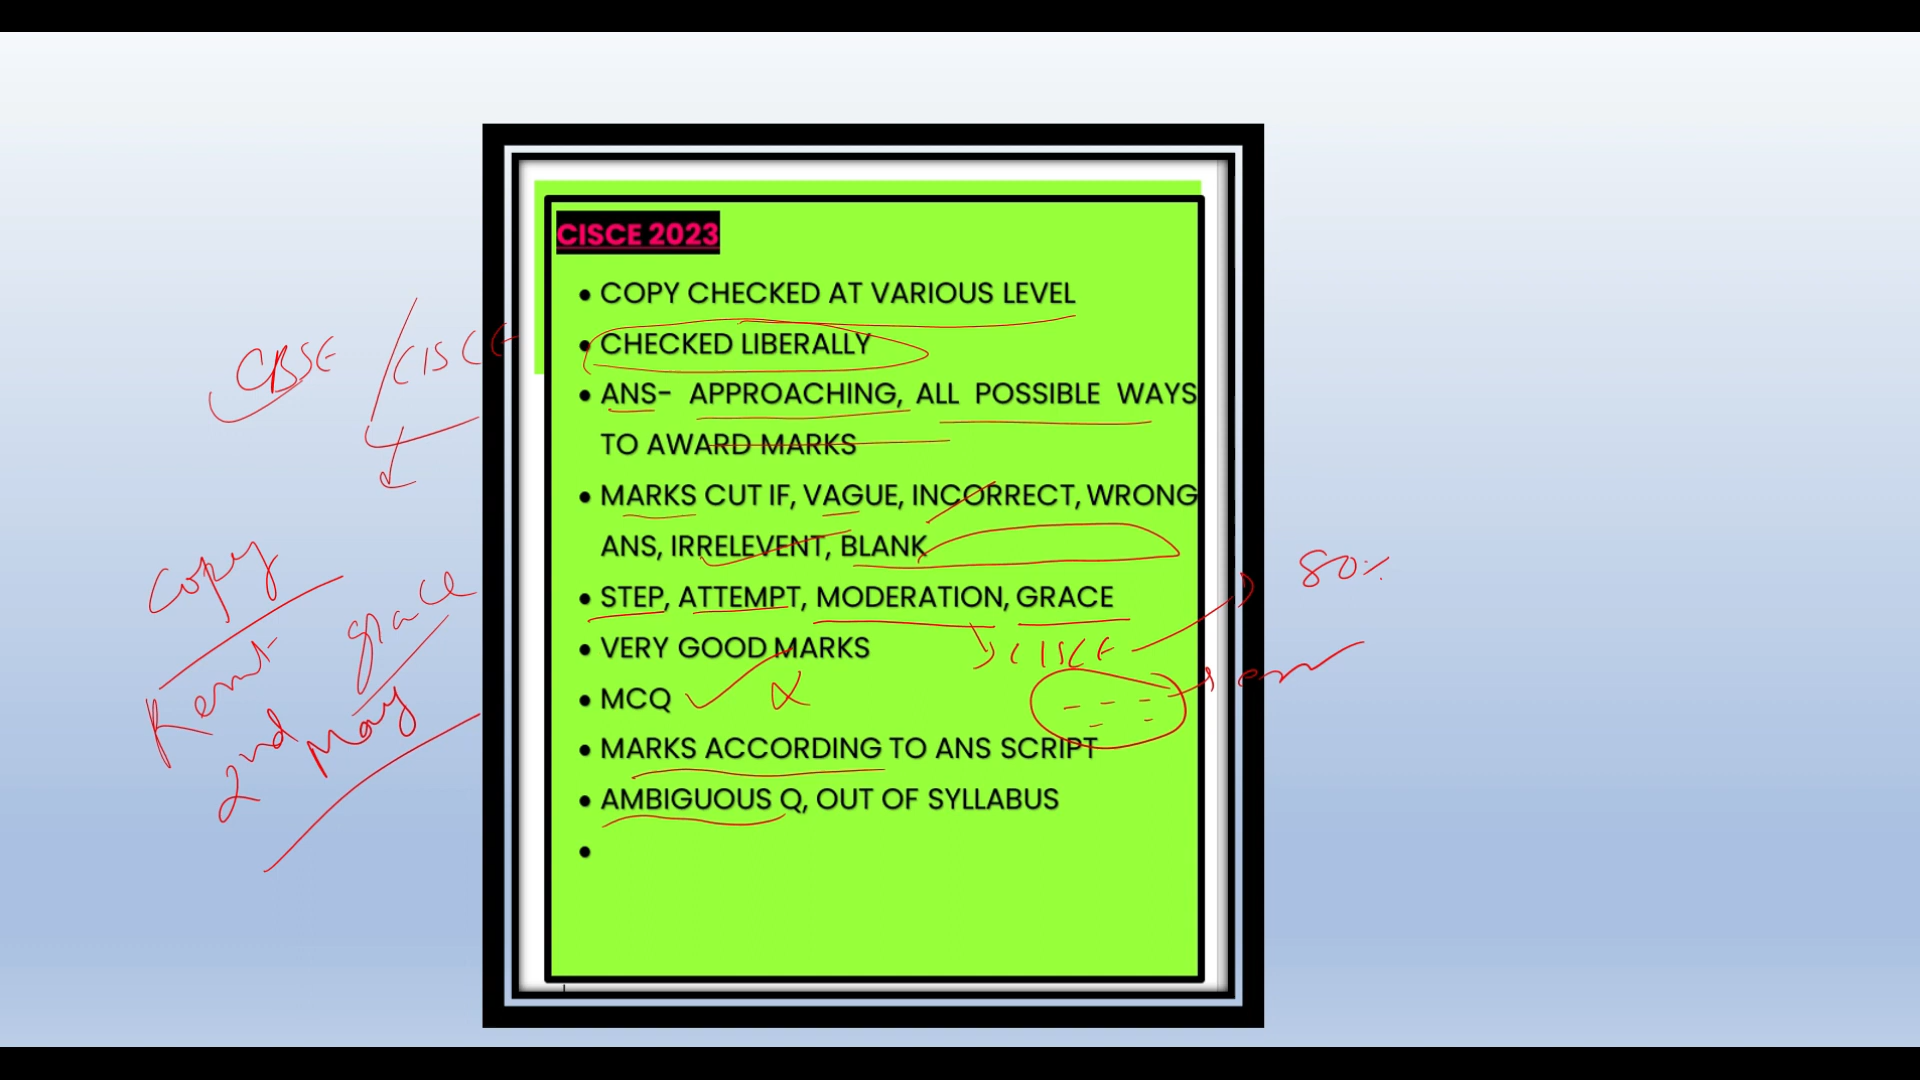 CISCE 2023
• COPY CHECKED AT VARIOUS LEVEL
• CHECKED LIBERALLY
• ANS- APPROACHING, ALL POSSIBLE WAYS
TO AWARD MARKS
• MARKS CUT IF, VAGUE, INCORRECT, WRONG
ANS, IRRELEVENT, BLANK
• STEP, ATTEMPT, MODERATION, GRACE
• VERY GOOD MARKS
• MCQ
• MARKS ACCORDING TO ANS SCRIPT
• AMBIGUOUS Q, OUT OF SYLLABUS
•
CBSE / CISCE
Copy
grace
2nd May
CISCE
80%